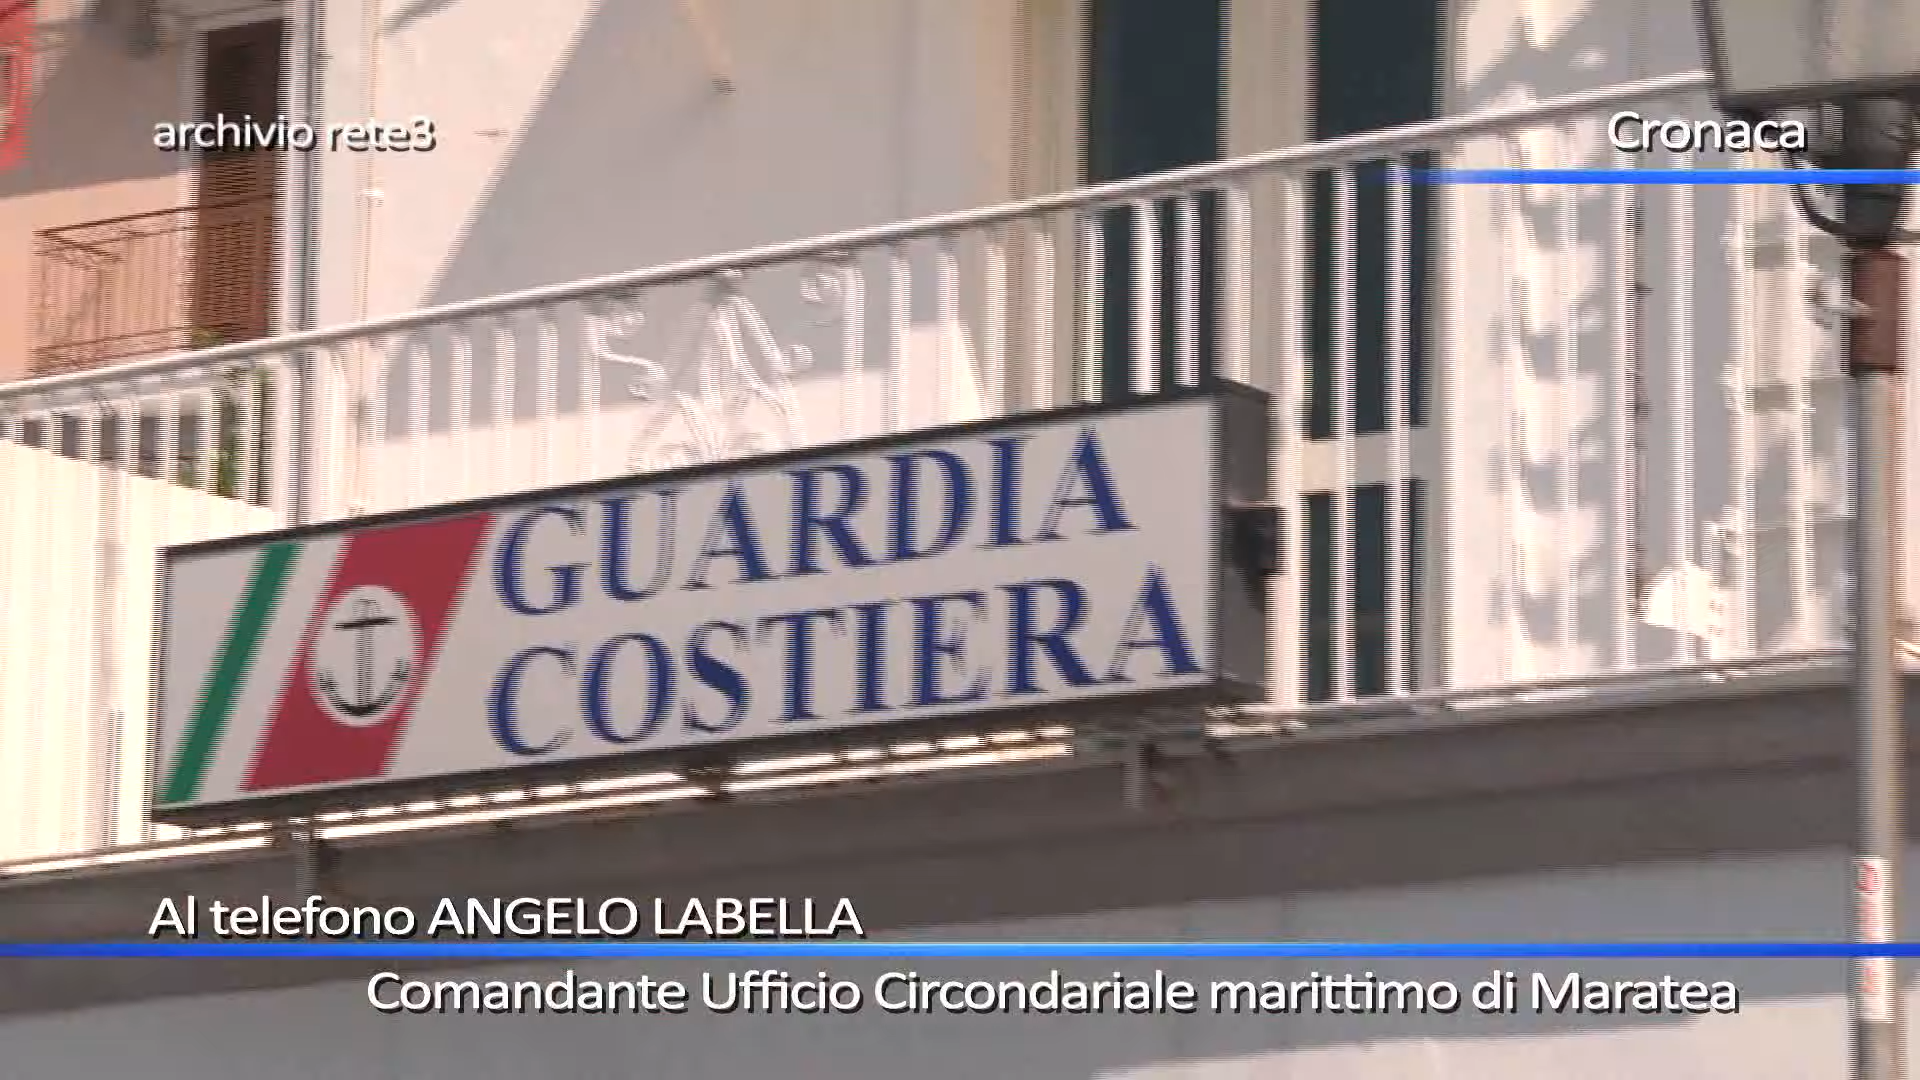 archivio rete3
Cronaca
GUARDIA
COSTIERA
Al telefono ANGELO LABELLA
Comandante Ufficio Circondariale marittimo di Maratea